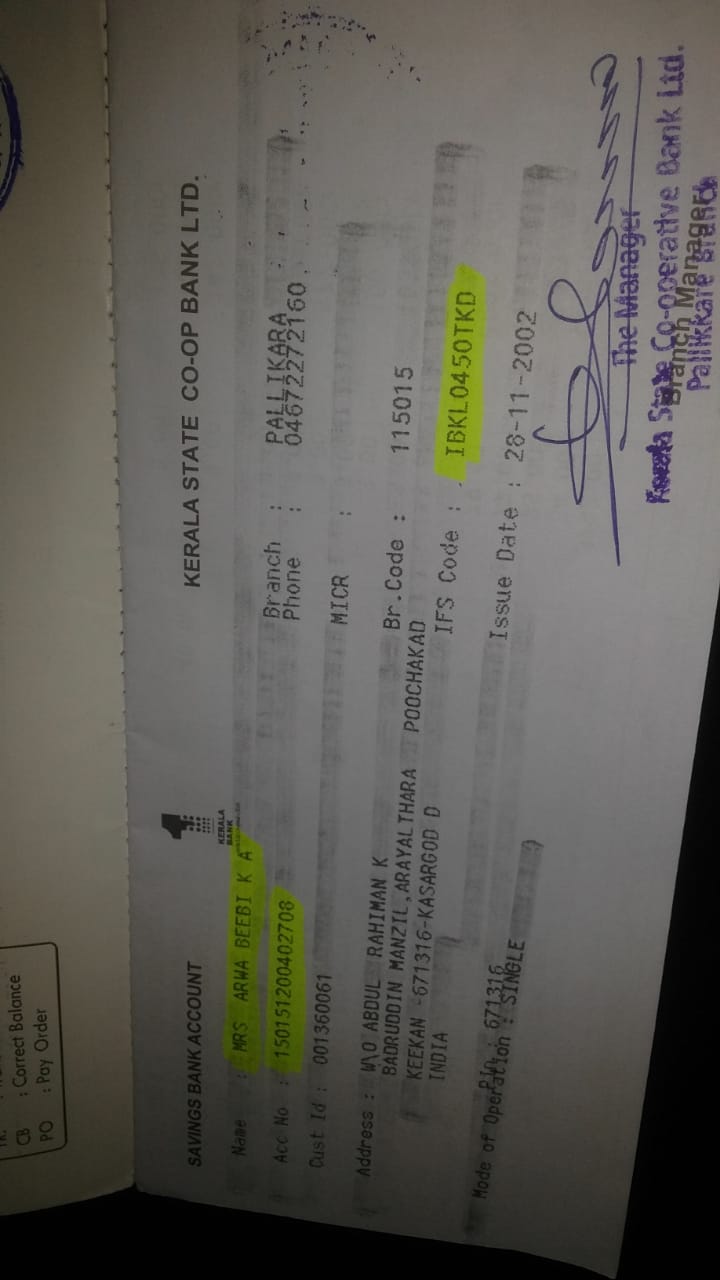 TR:
CB : Correct Balance
PO : Pay Order
KERALA BANK
KERALA STATE CO-OP BANK LTD.
SAVINGS BANK ACCOUNT
Name : MRS ARWA BEEBI K A
Branch : PALLIKARA
Acc No : 150151200402708
Phone : 04672272160
Cust Id : 001360061
MICR :
Address : W\O ABDUL RAHIMAN K
BADRUDDIN MANZIL,ARAYALTHARA POOCHAKAD
Br.Code : 115015
KEEKAN -671316-KASARGOD D
INDIA
IFS Code : IBKL0450TKD
Pin : 671316
Mode of Operation : SINGLE
Issue Date : 28-11-2002
The Manager
Kerala State Co-operative Bank Ltd.
Branch Manager
Pallikkare Branch